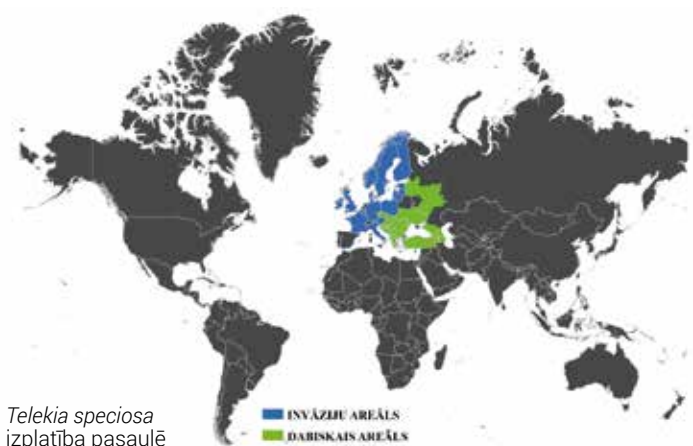 Telekia speciosa
izplatība pasaulē
INVĀZIJU AREĀLS
DABISKAIS AREĀLS